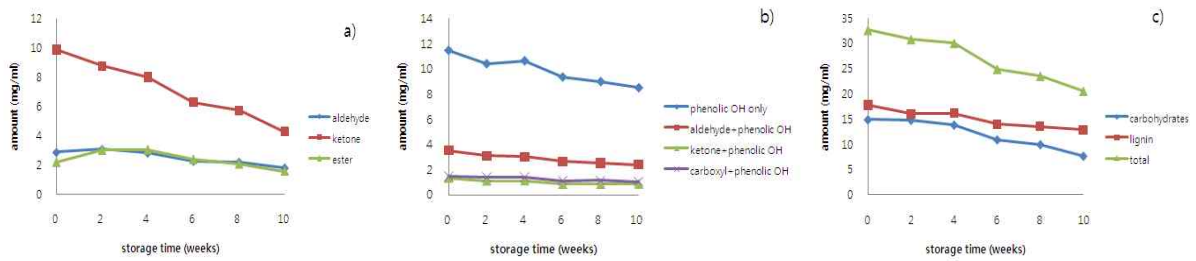 a)
12
10
8
6
4
2
0
amount (mg/ml)
0 2 4 6 8 10
storage time (weeks)
aldehyde
ketone
ester
b)
14
12
10
8
6
4
2
0
amount (mg/ml)
0 2 4 6 8 10
storage time (weeks)
phenolic OH only
aldehyde+phenolic OH
ketone+phenolic OH
carboxyl+phenolic OH
c)
35
30
25
20
15
10
5
0
amount (mg/ml)
0 2 4 6 8 10
storage time (weeks)
carbohydrates
lignin
total